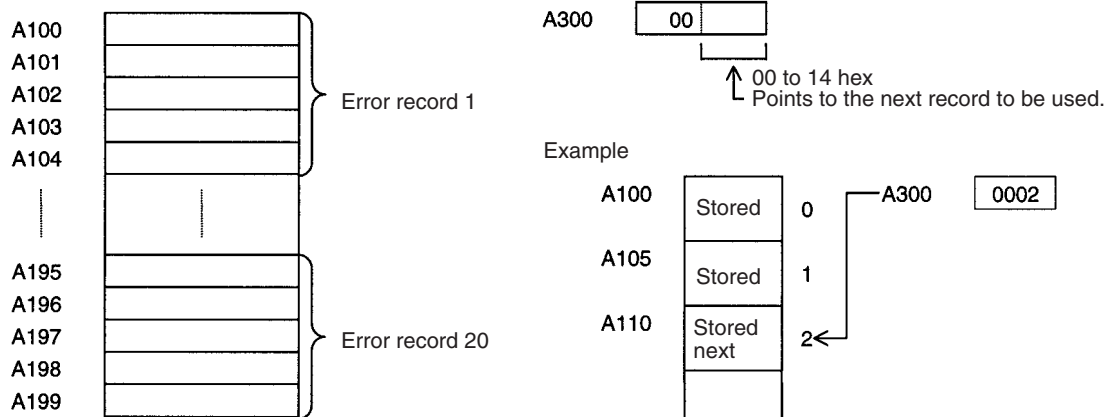 A100
A101
A102
A103
A104
Error record 1
A195
A196
A197
A198
A199
Error record 20
A300 00
00 to 14 hex
Points to the next record to be used.
Example
A100 Stored 0
A300 0002
A105 Stored 1
A110 Stored
next 2